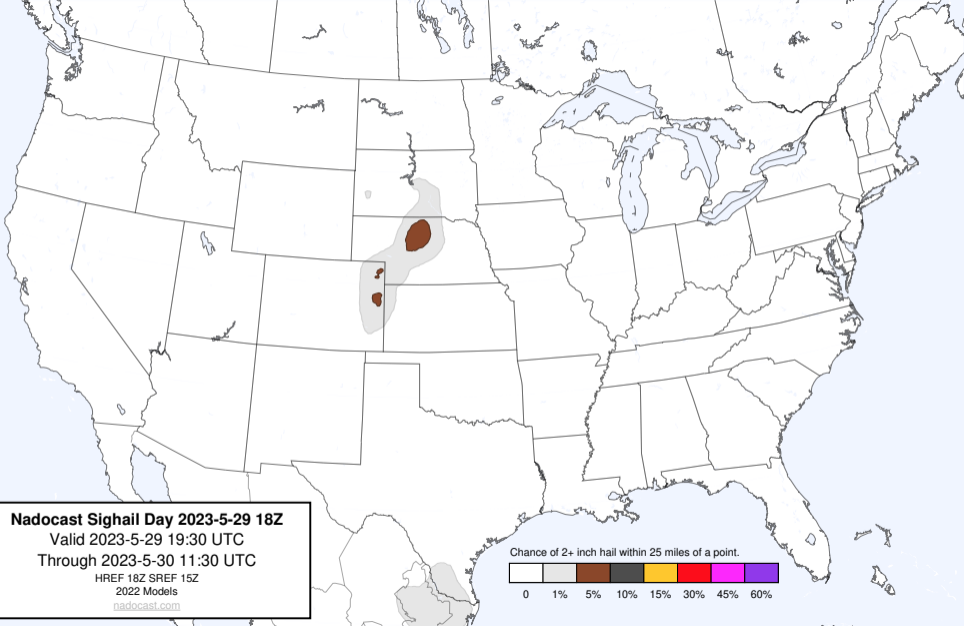 Nadocast Sighail Day 2023-5-29 18Z
Valid 2023-5-29 19:30 UTC
Through 2023-5-30 11:30 UTC
HREF 18Z SREF 15Z
2022 Models
nadocast.com
Chance of 2+ inch hail within 25 miles of a point.
0 1% 5% 10% 15% 30% 45% 60%